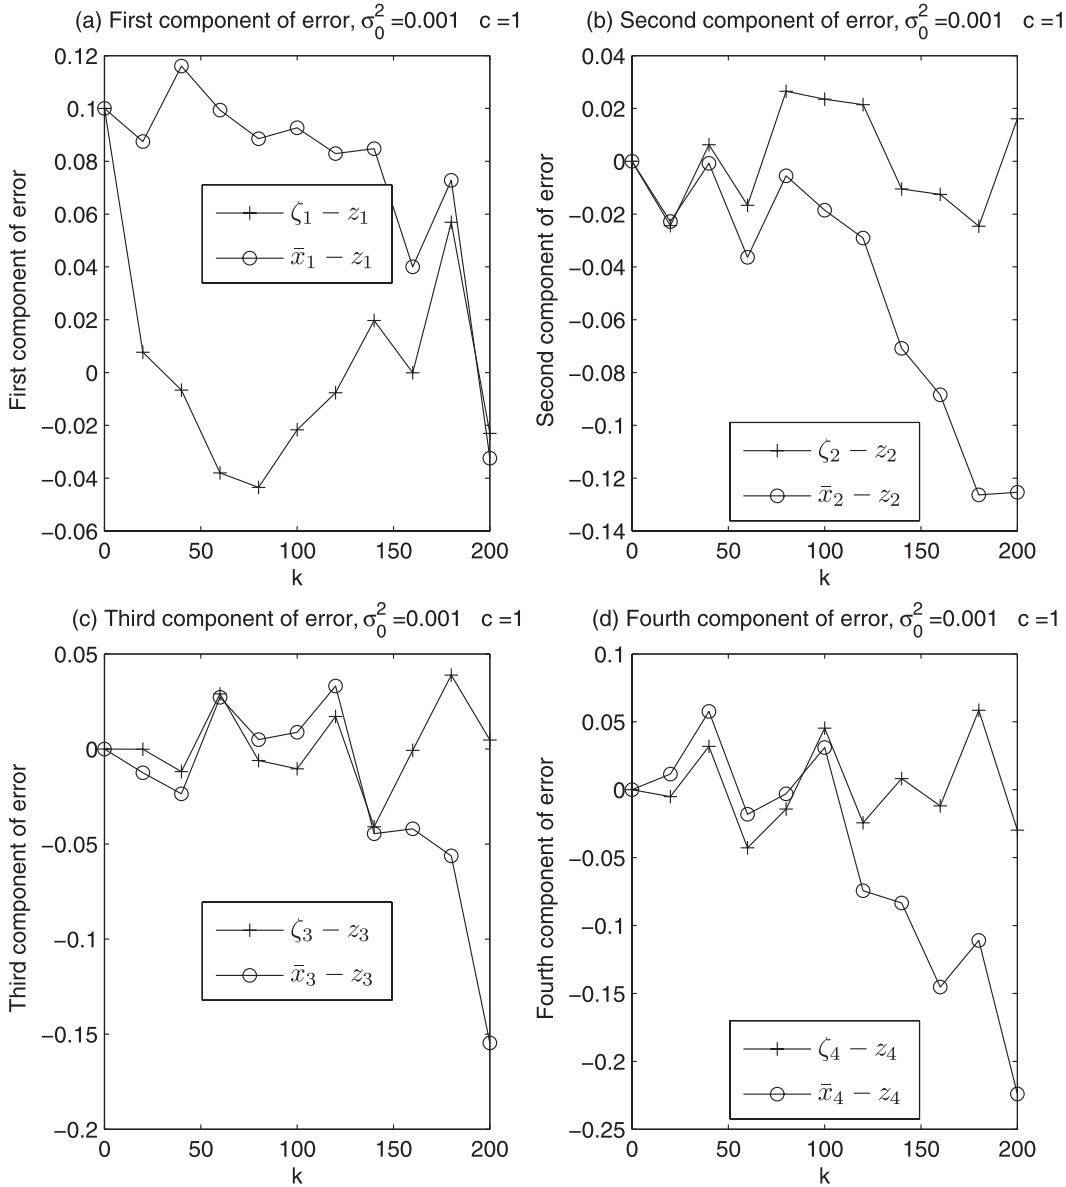 (a) First component of error, σ₀² =0.001 c =1
0.12
0.1
0.08
0.06
0.04
0.02
0
−0.02
−0.04
−0.06
First component of error
ζ₁ − z₁
x̄₁ − z₁
0 50 100 150 200
k
(b) Second component of error, σ₀² =0.001 c =1
0.04
0.02
0
−0.02
−0.04
−0.06
−0.08
−0.1
−0.12
−0.14
Second component of error
ζ₂ − z₂
x̄₂ − z₂
0 50 100 150 200
k
(c) Third component of error, σ₀² =0.001 c =1
0.05
0
−0.05
−0.1
−0.15
−0.2
Third component of error
ζ₃ − z₃
x̄₃ − z₃
0 50 100 150 200
k
(d) Fourth component of error, σ₀² =0.001 c =1
0.1
0.05
0
−0.05
−0.1
−0.15
−0.2
−0.25
Fourth component of error
ζ₄ − z₄
x̄₄ − z₄
0 50 100 150 200
k